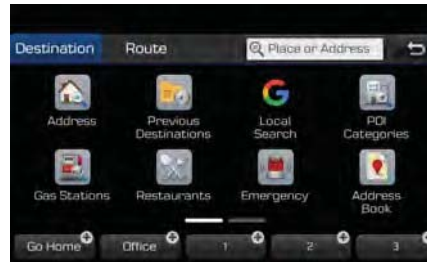 Destination
Route
Place or Address
Address
Previous
Destinations
Local
Search
POI
Categories
Gas Stations
Restaurants
Emergency
Address
Book
Go Home
Office
1
2
3